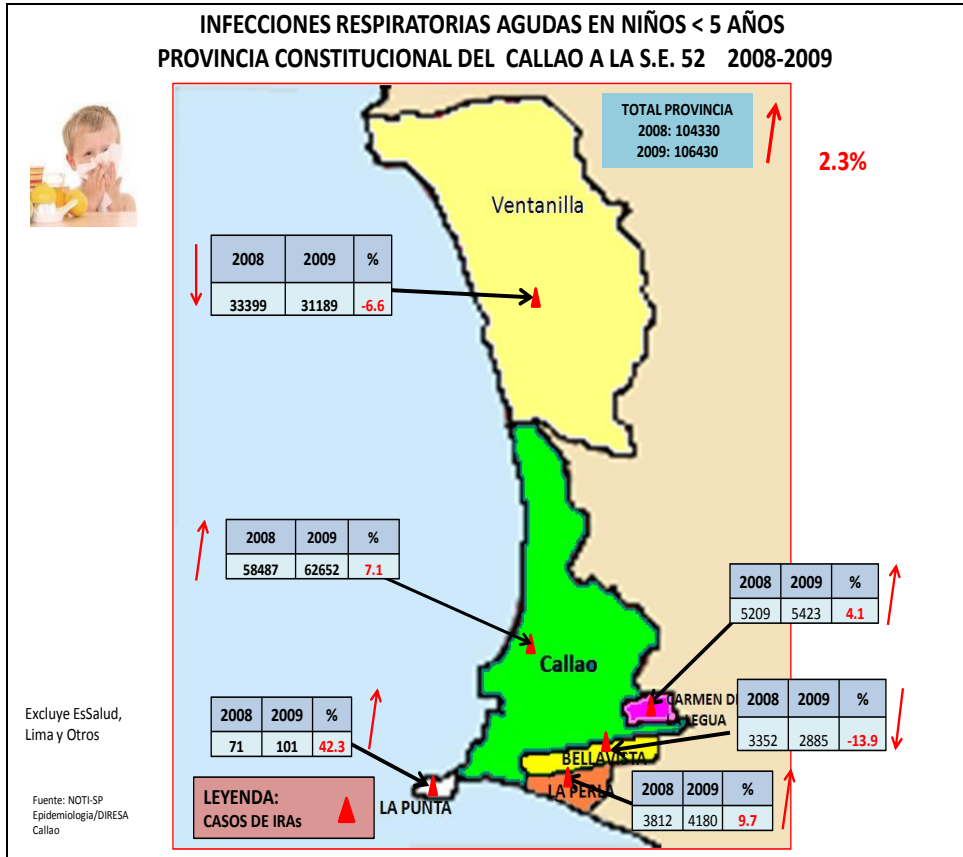 INFECCIONES RESPIRATORIAS AGUDAS EN NIÑOS < 5 AÑOS
PROVINCIA CONSTITUCIONAL DEL CALLAO A LA S.E. 52 2008-2009
TOTAL PROVINCIA
2008: 104330
2009: 106430
2.3%
Ventanilla
2008 2009 %
33399 31189 -6.6
2008 2009 %
58487 62652 7.1
2008 2009 %
5209 5423 4.1
Callao
CARMEN DE
LA LEGUA
2008 2009 %
71 101 42.3
2008 2009 %
3352 2885 -13.9
BELLAVISTA
LA PERLA
2008 2009 %
3812 4180 9.7
LA PUNTA
LEYENDA:
CASOS DE IRAs
Excluye EsSalud,
Lima y Otros
Fuente: NOTI-SP
Epidemiologia/DIRESA
Callao